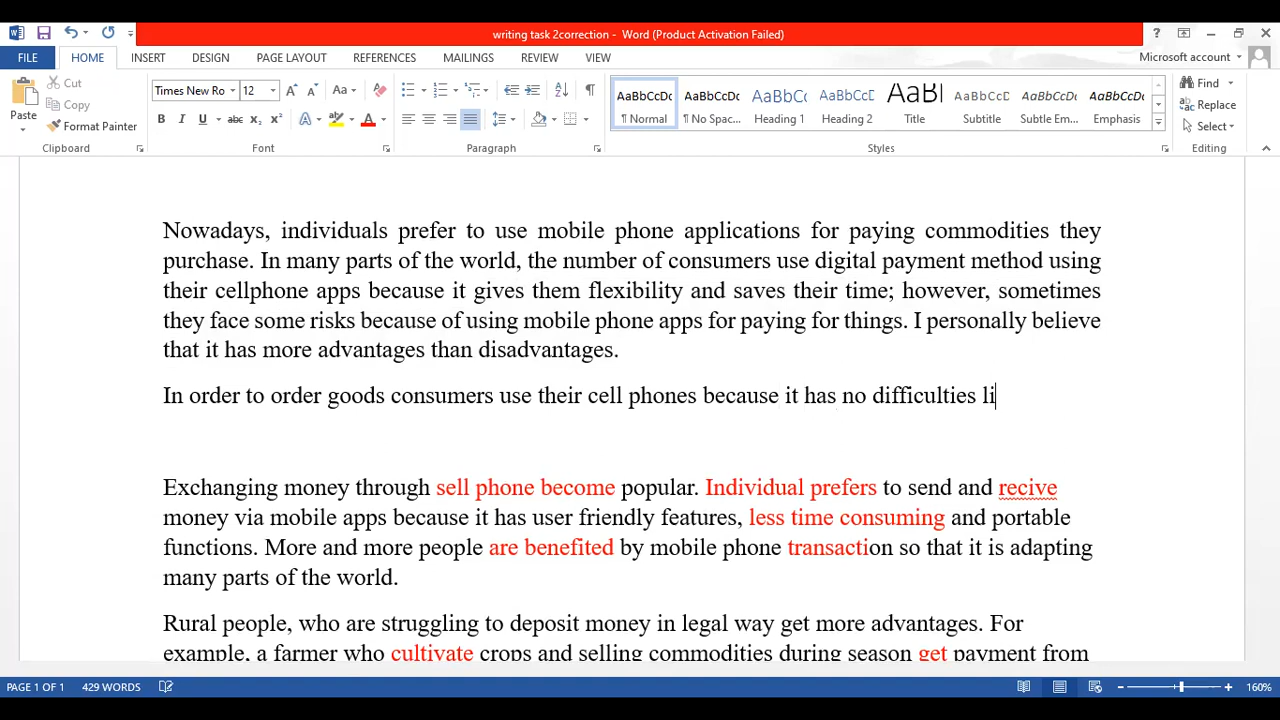 writing task 2correction - Word (Product Activation Failed)
FILE HOME INSERT DESIGN PAGE LAYOUT REFERENCES MAILINGS REVIEW VIEW Microsoft account
Paste
Cut
Copy
Format Painter
Clipboard
Times New Ro 12
Font
Paragraph
AaBbCcDc AaBbCcDc AaBbC AaBbCcC AaBl AaBbCcD AaBbCcDc AaBbCcDc
¶ Normal ¶ No Spac... Heading 1 Heading 2 Title Subtitle Subtle Em... Emphasis
Styles
Find
Replace
Select
Editing
Nowadays, individuals prefer to use mobile phone applications for paying commodities they
purchase. In many parts of the world, the number of consumers use digital payment method using
their cellphone apps because it gives them flexibility and saves their time; however, sometimes
they face some risks because of using mobile phone apps for paying for things. I personally believe
that it has more advantages than disadvantages.
In order to order goods consumers use their cell phones because it has no difficulties li
Exchanging money through sell phone become popular. Individual prefers to send and recive
money via mobile apps because it has user friendly features, less time consuming and portable
functions. More and more people are benefited by mobile phone transaction so that it is adapting
many parts of the world.
Rural people, who are struggling to deposit money in legal way get more advantages. For
example, a farmer who cultivate crops and selling commodities during season get payment from
PAGE 1 OF 1 429 WORDS 160%